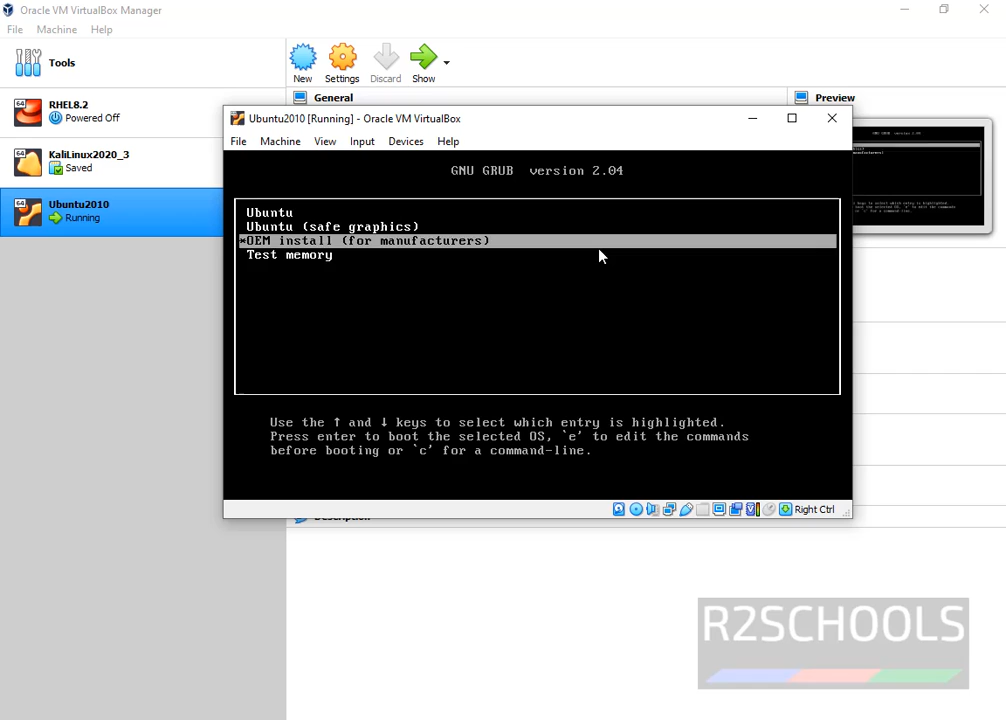 Oracle VM VirtualBox Manager
File Machine Help
Tools
New Settings Discard Show
64 RHEL8.2
Powered Off
64 KaliLinux2020_3
Saved
64 Ubuntu2010
Running
General
Preview
Ubuntu2010 [Running] - Oracle VM VirtualBox
File Machine View Input Devices Help
GNU GRUB version 2.04
Ubuntu
Ubuntu (safe graphics)
*OEM install (for manufacturers)
Test memory
Use the ↑ and ↓ keys to select which entry is highlighted.
Press enter to boot the selected OS, `e' to edit the commands
before booting or `c' for a command-line.
Right Ctrl
R2SCHOOLS